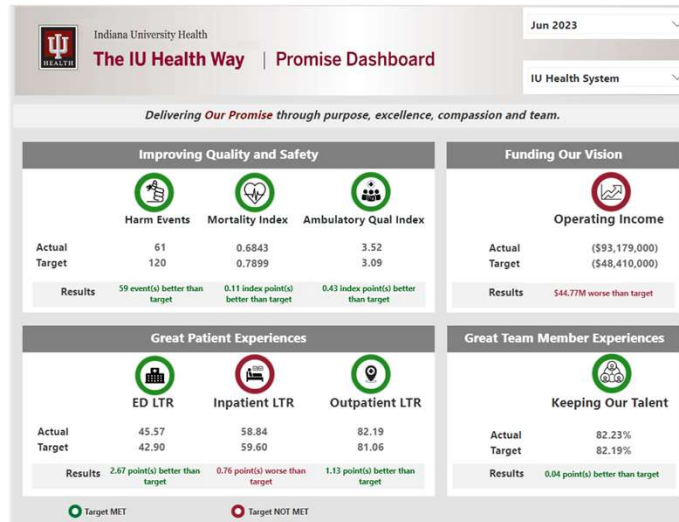 Jun 2023
Indiana University Health
HEALTH
The IU Health Way | Promise Dashboard
IU Health System
Delivering Our Promise through purpose, excellence, compassion and team.
Improving Quality and Safety
Harm Events Mortality Index Ambulatory Qual Index
Actual 61 0.6843 3.52
Target 120 0.7899 3.09
Results 59 event(s) better than target 0.11 index point(s) better than target 0.43 index point(s) better than target
Funding Our Vision
Operating Income
Actual ($93,179,000)
Target ($48,410,000)
Results $44.77M worse than target
Great Patient Experiences
ED LTR Inpatient LTR Outpatient LTR
Actual 45.57 58.84 82.19
Target 42.90 59.60 81.06
Results 2.67 point(s) better than target 0.76 point(s) worse than target 1.13 point(s) better than target
Great Team Member Experiences
Keeping Our Talent
Actual 82.23%
Target 82.19%
Results 0.04 point(s) better than target
Target MET Target NOT MET